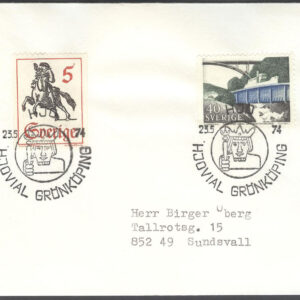 5
Sverige
40
SVERIGE
23.5 74
HJOVIAL GRÖNKÖPING
23.5 74
HJOVIAL GRÖNKÖPING
Herr Birger Öberg
Tallrotsg. 15
852 49 Sundsvall